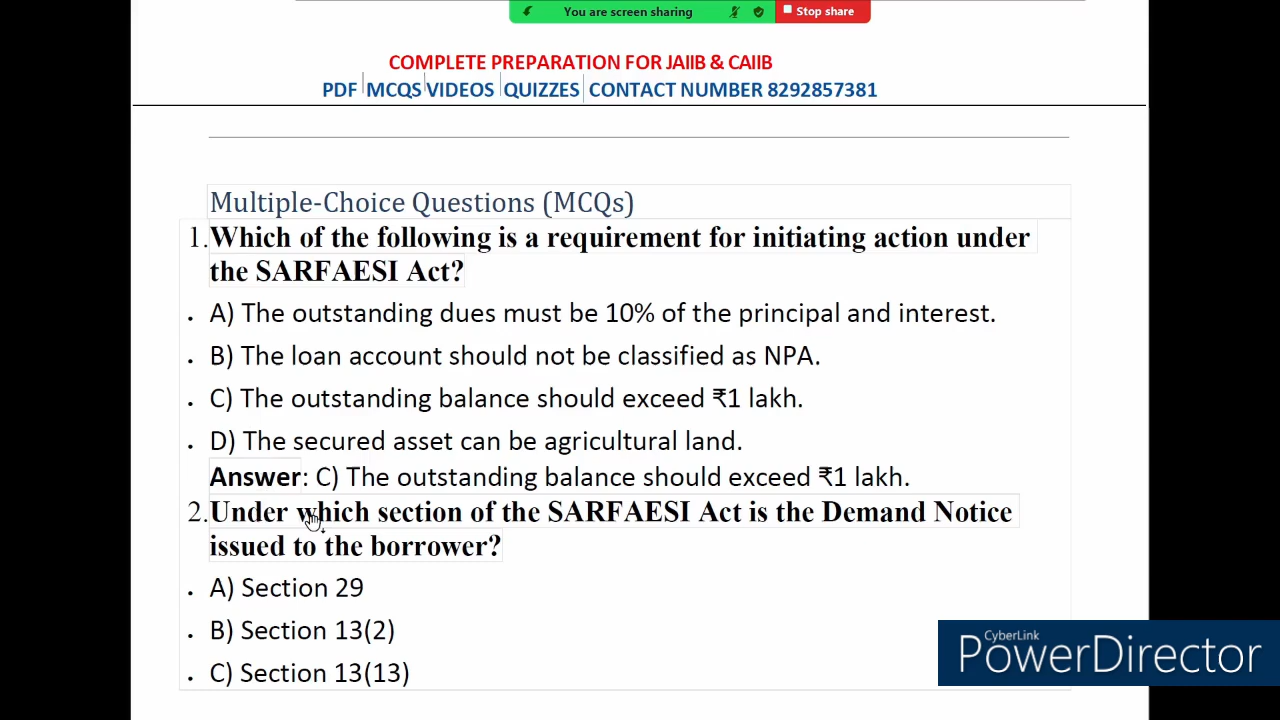 You are screen sharing Stop share
COMPLETE PREPARATION FOR JAIIB & CAIIB
PDF MCQS VIDEOS QUIZZES CONTACT NUMBER 8292857381
Multiple-Choice Questions (MCQs)
1. Which of the following is a requirement for initiating action under
the SARFAESI Act?
• A) The outstanding dues must be 10% of the principal and interest.
• B) The loan account should not be classified as NPA.
• C) The outstanding balance should exceed ₹1 lakh.
• D) The secured asset can be agricultural land.
Answer: C) The outstanding balance should exceed ₹1 lakh.
2. Under which section of the SARFAESI Act is the Demand Notice
issued to the borrower?
• A) Section 29
• B) Section 13(2)
• C) Section 13(13)
CyberLink
PowerDirector